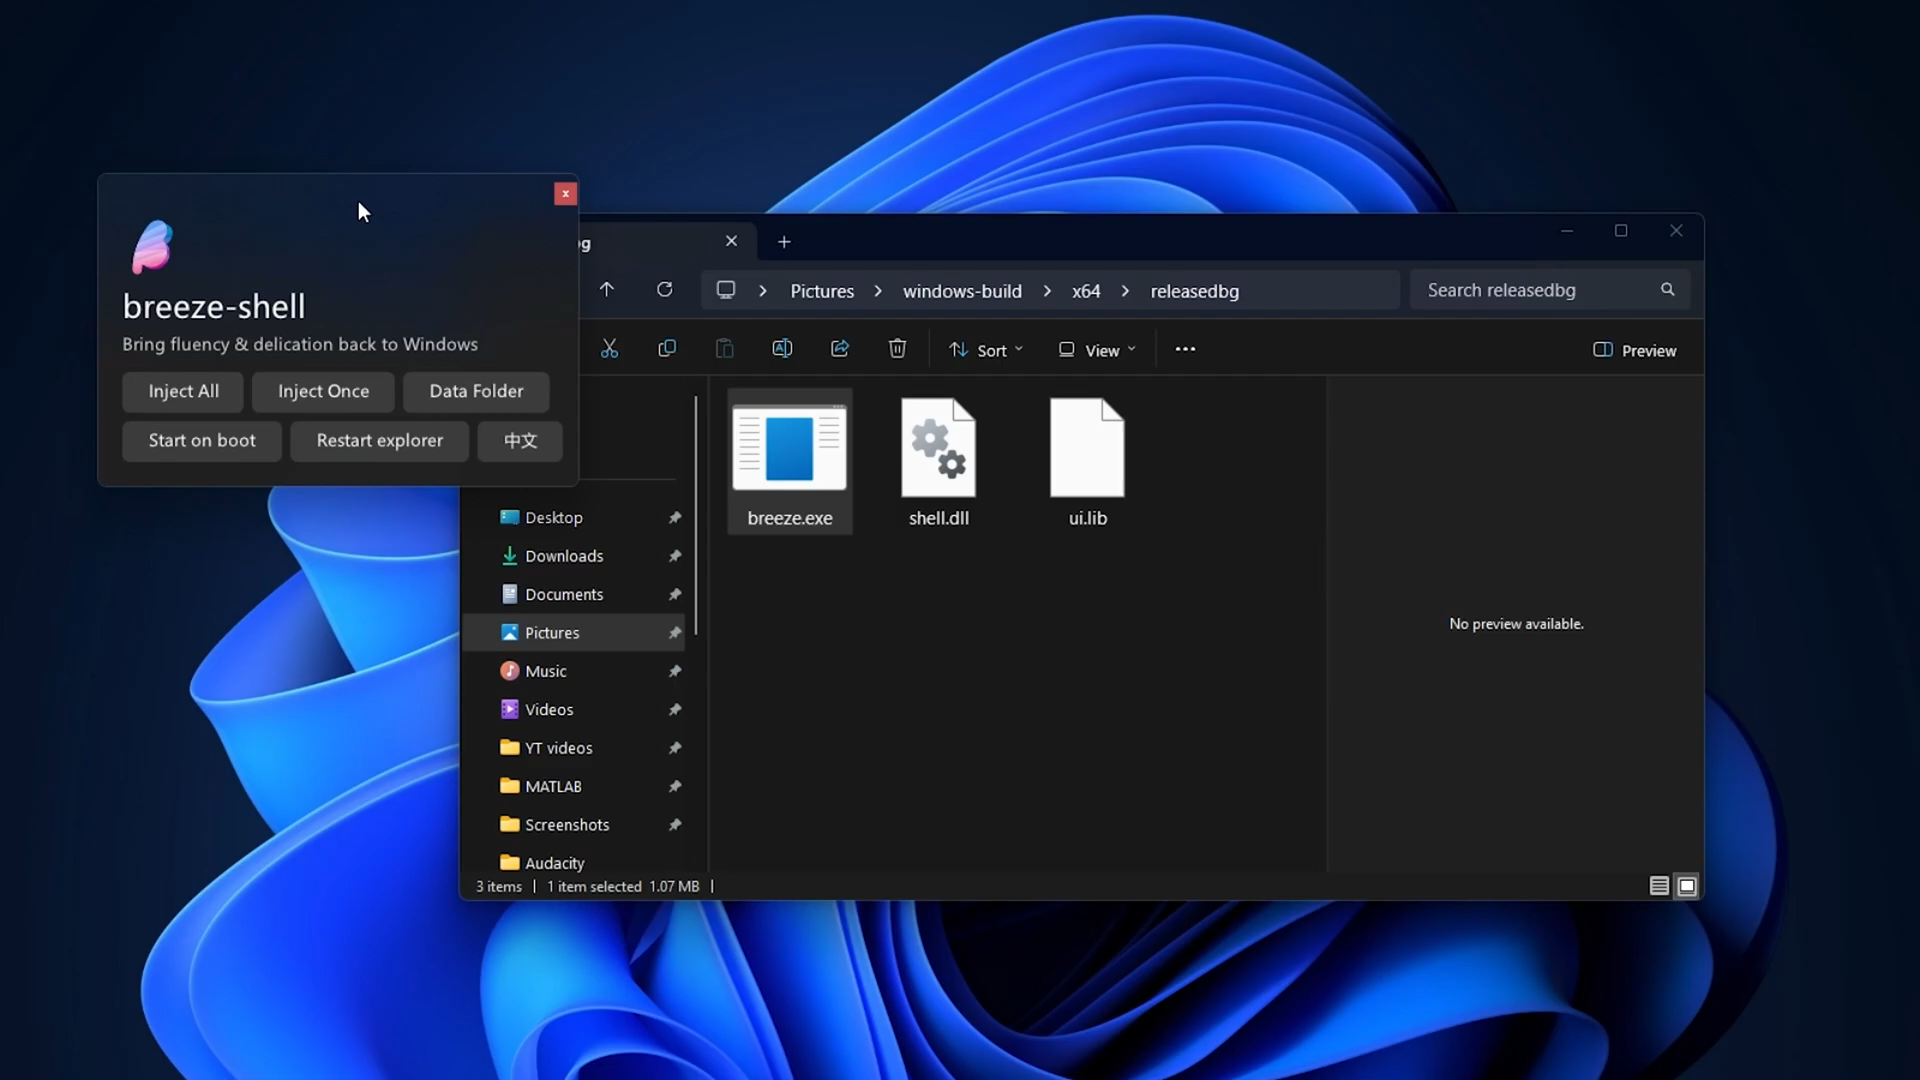 x
breeze-shell
Bring fluency & delication back to Windows
Inject All Inject Once Data Folder
Start on boot Restart explorer 中文
Pictures windows-build x64 releasedbg
Search releasedbg
Sort View Preview
breeze.exe shell.dll ui.lib
Desktop
Downloads
Documents
Pictures
Music
Videos
YT videos
MATLAB
Screenshots
Audacity
No preview available.
3 items 1 item selected 1.07 MB